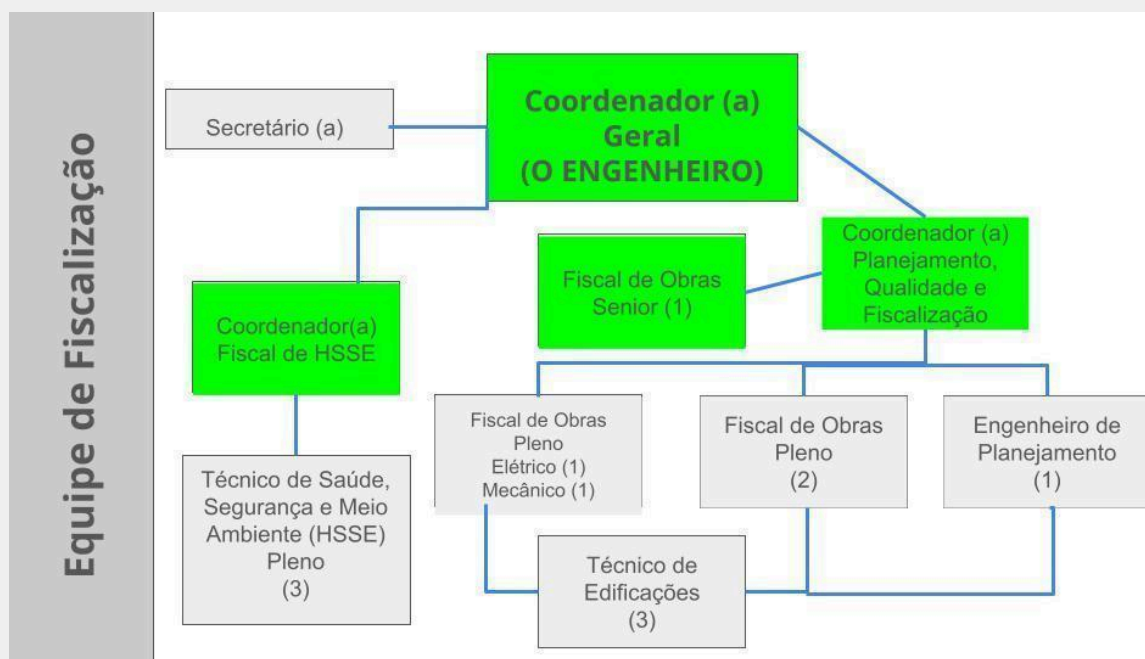 Equipe de Fiscalização
Secretário (a)
Coordenador (a)
Geral
(O ENGENHEIRO)
Coordenador (a)
Planejamento,
Qualidade e
Fiscalização
Fiscal de Obras
Senior (1)
Coordenador(a)
Fiscal de HSSE
Fiscal de Obras
Pleno
Elétrico (1)
Mecânico (1)
Fiscal de Obras
Pleno
(2)
Engenheiro de
Planejamento
(1)
Técnico de Saúde,
Segurança e Meio
Ambiente (HSSE)
Pleno
(3)
Técnico de
Edificações
(3)